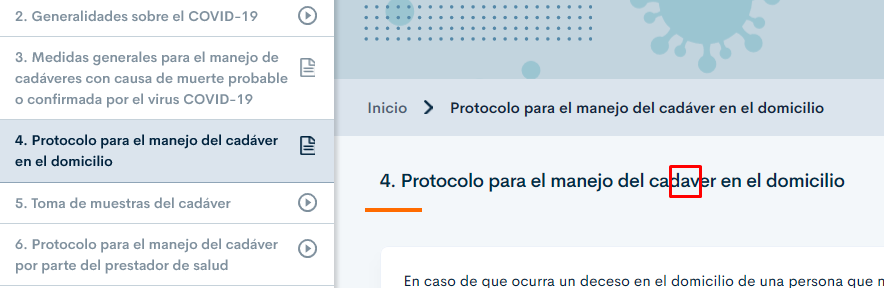 2. Generalidades sobre el COVID-19
3. Medidas generales para el manejo de
cadáveres con causa de muerte probable
o confirmada por el virus COVID-19
4. Protocolo para el manejo del cadáver
en el domicilio
5. Toma de muestras del cadáver
6. Protocolo para el manejo del cadáver
por parte del prestador de salud
Inicio > Protocolo para el manejo del cadáver en el domicilio
4. Protocolo para el manejo del cadaver en el domicilio
En caso de que ocurra un deceso en el domicilio de una persona que